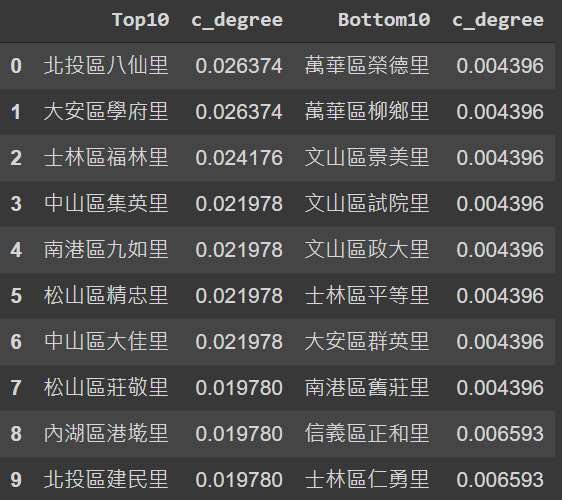 Top10 c_degree Bottom10 c_degree
0 北投區八仙里 0.026374 萬華區榮德里 0.004396
1 大安區學府里 0.026374 萬華區柳鄉里 0.004396
2 士林區福林里 0.024176 文山區景美里 0.004396
3 中山區集英里 0.021978 文山區試院里 0.004396
4 南港區九如里 0.021978 文山區政大里 0.004396
5 松山區精忠里 0.021978 士林區平等里 0.004396
6 中山區大佳里 0.021978 大安區群英里 0.004396
7 松山區莊敬里 0.019780 南港區舊莊里 0.004396
8 內湖區港墘里 0.019780 信義區正和里 0.006593
9 北投區建民里 0.019780 士林區仁勇里 0.006593